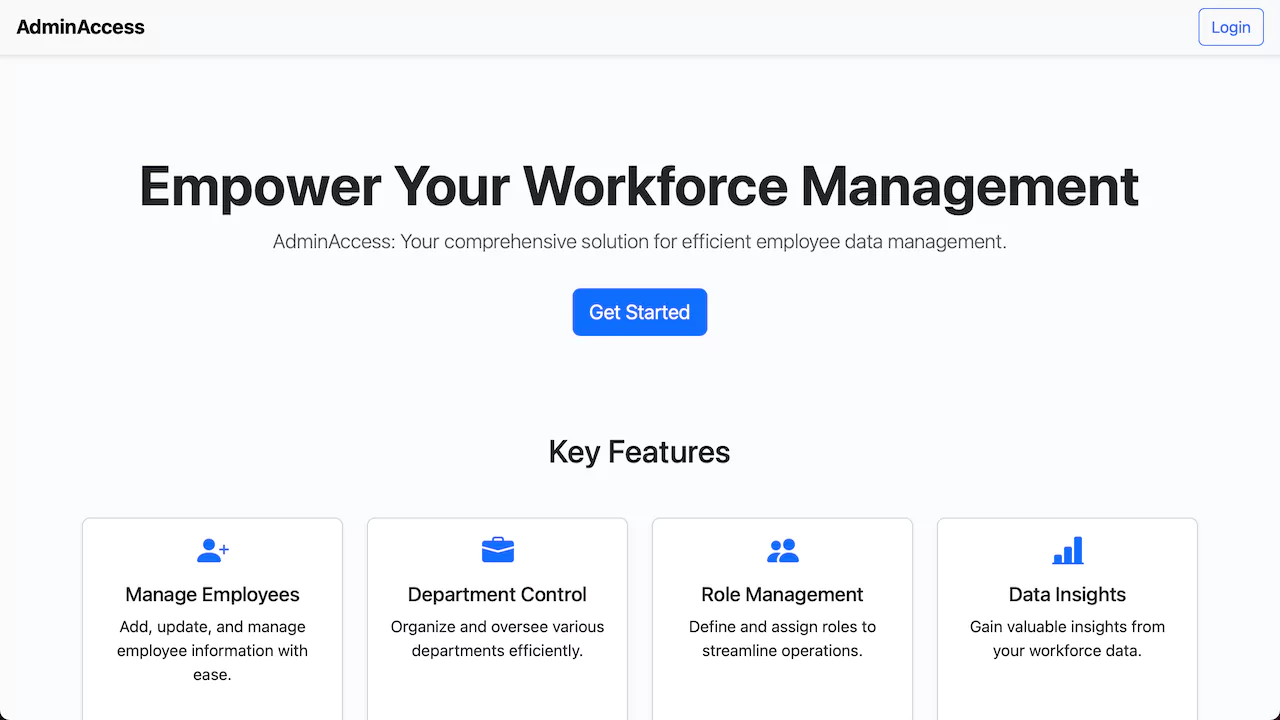 AdminAccess
Login
Empower Your Workforce Management
AdminAccess: Your comprehensive solution for efficient employee data management.
Get Started
Key Features
Manage Employees
Add, update, and manage
employee information with
ease.
Department Control
Organize and oversee various
departments efficiently.
Role Management
Define and assign roles to
streamline operations.
Data Insights
Gain valuable insights from
your workforce data.